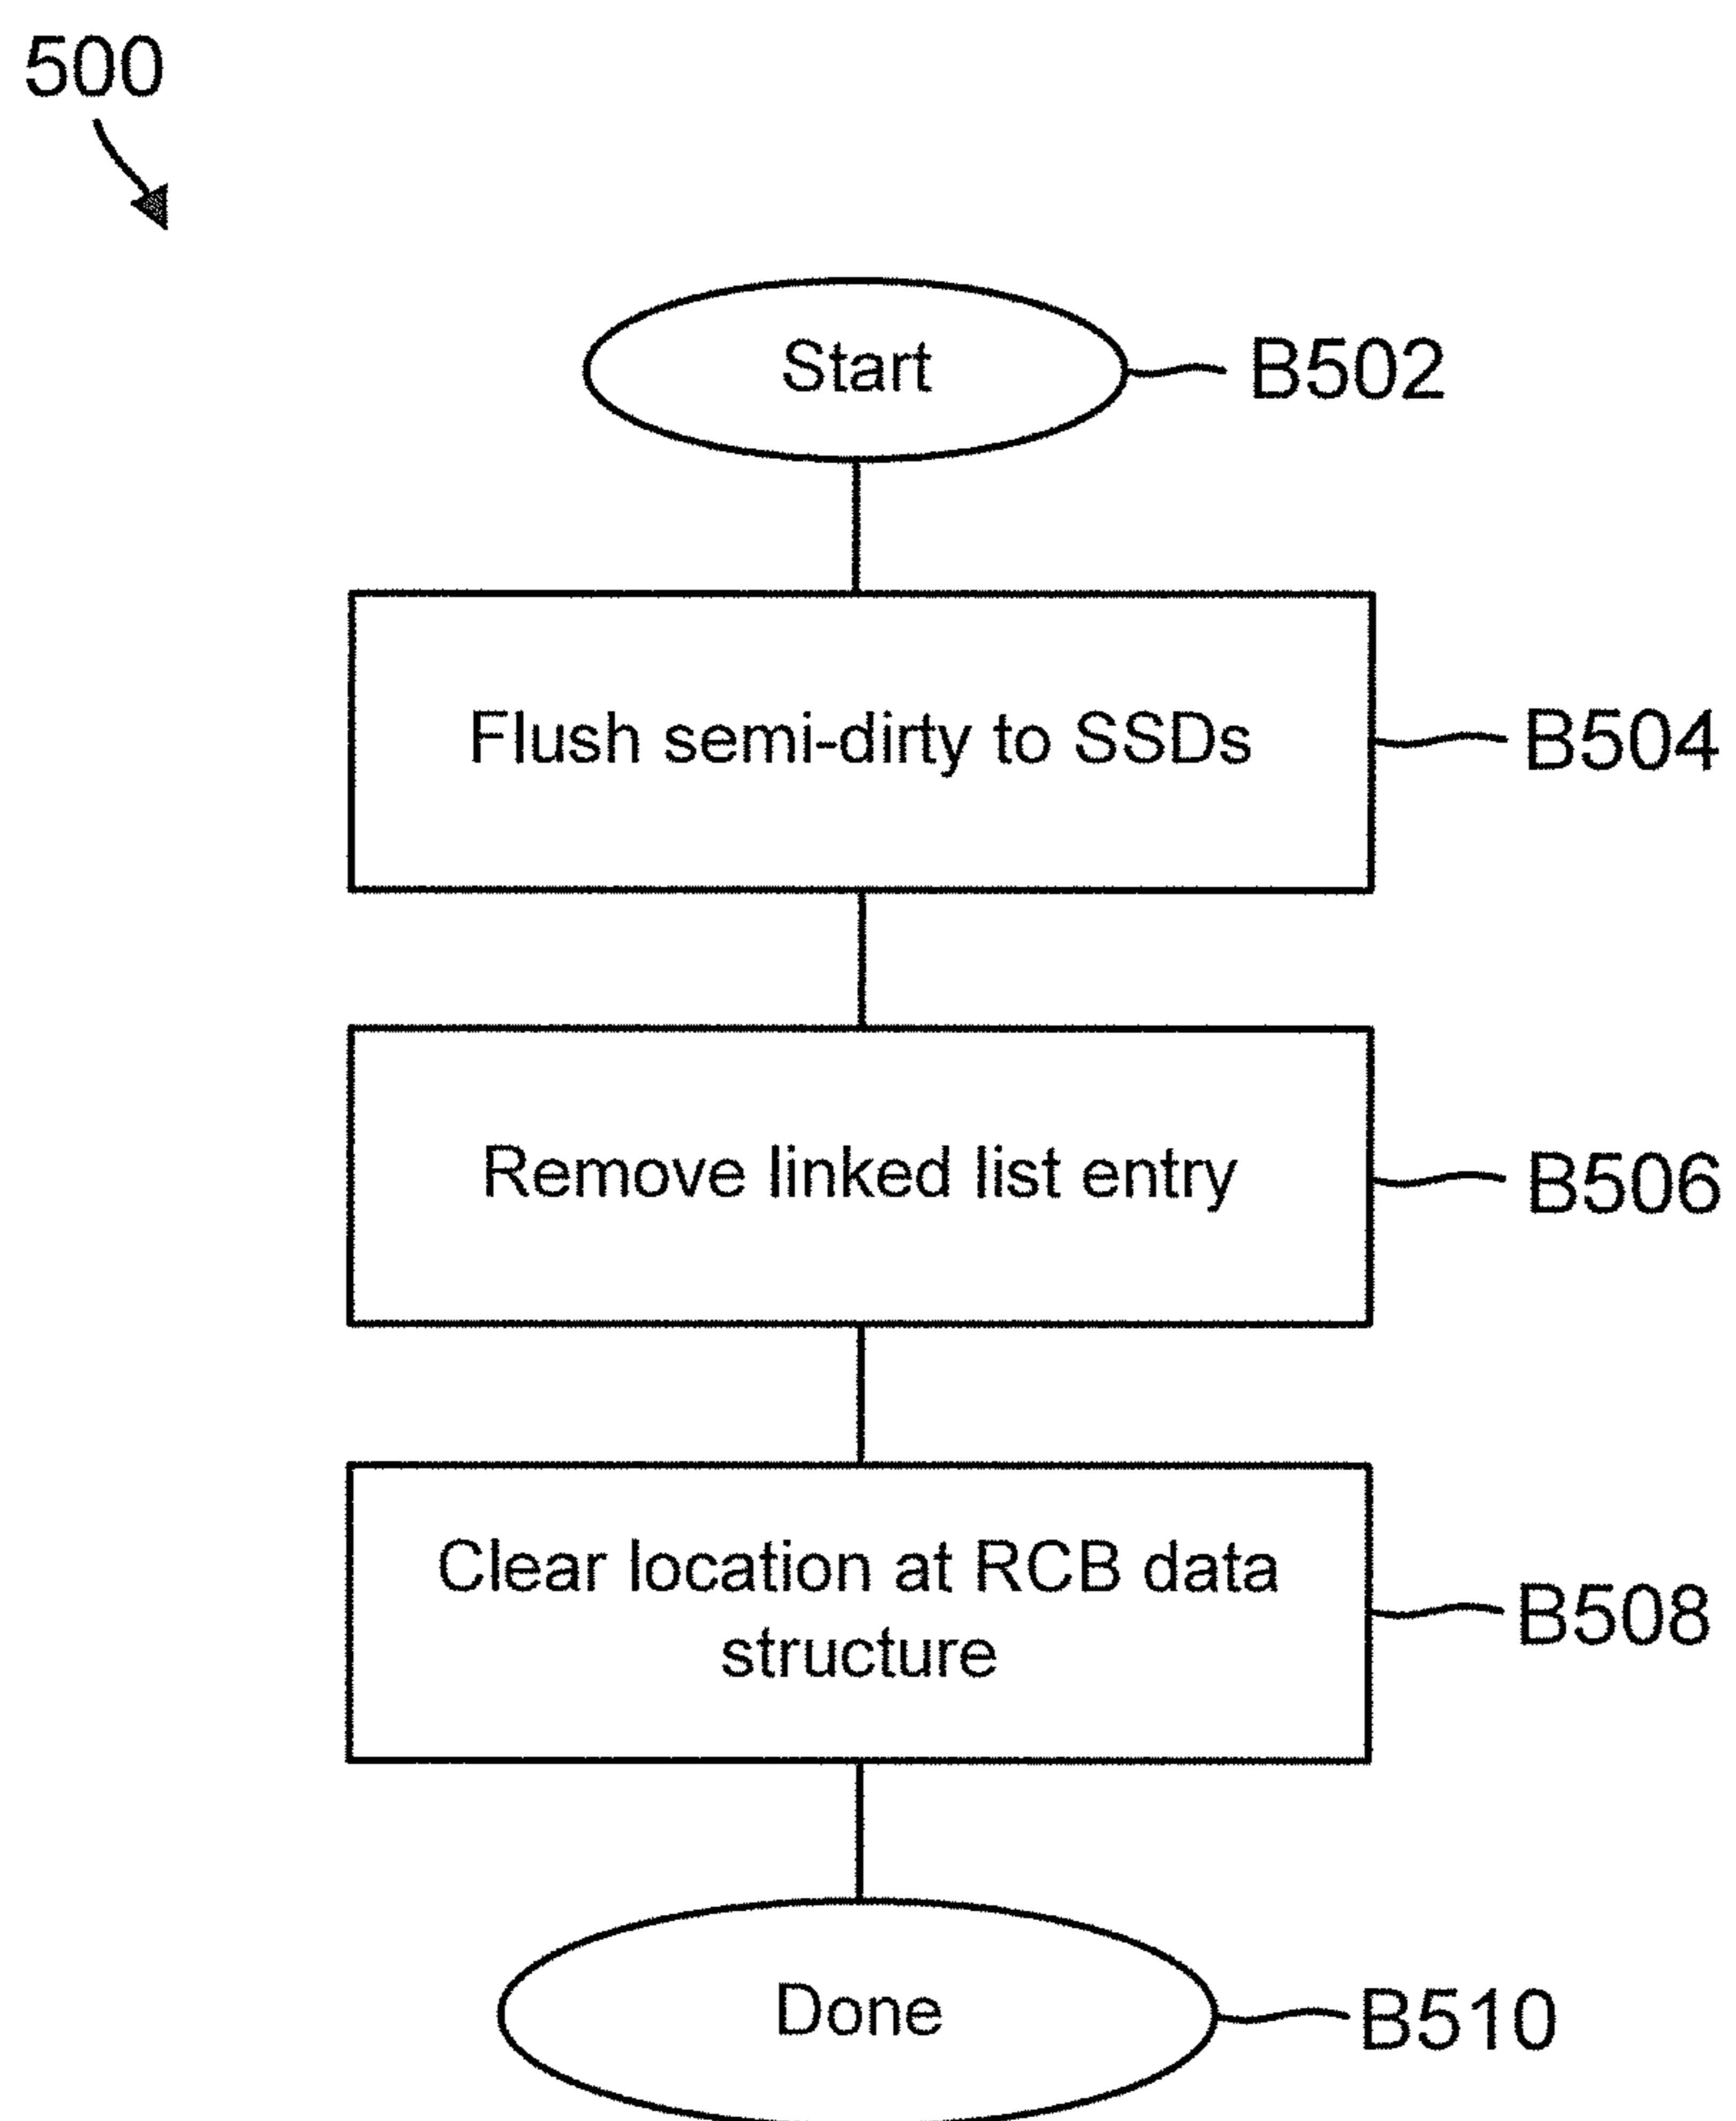 500
Start
B502
Flush semi-dirty to SSDs
B504
Remove linked list entry
B506
Clear location at RCB data
structure
B508
Done
B510